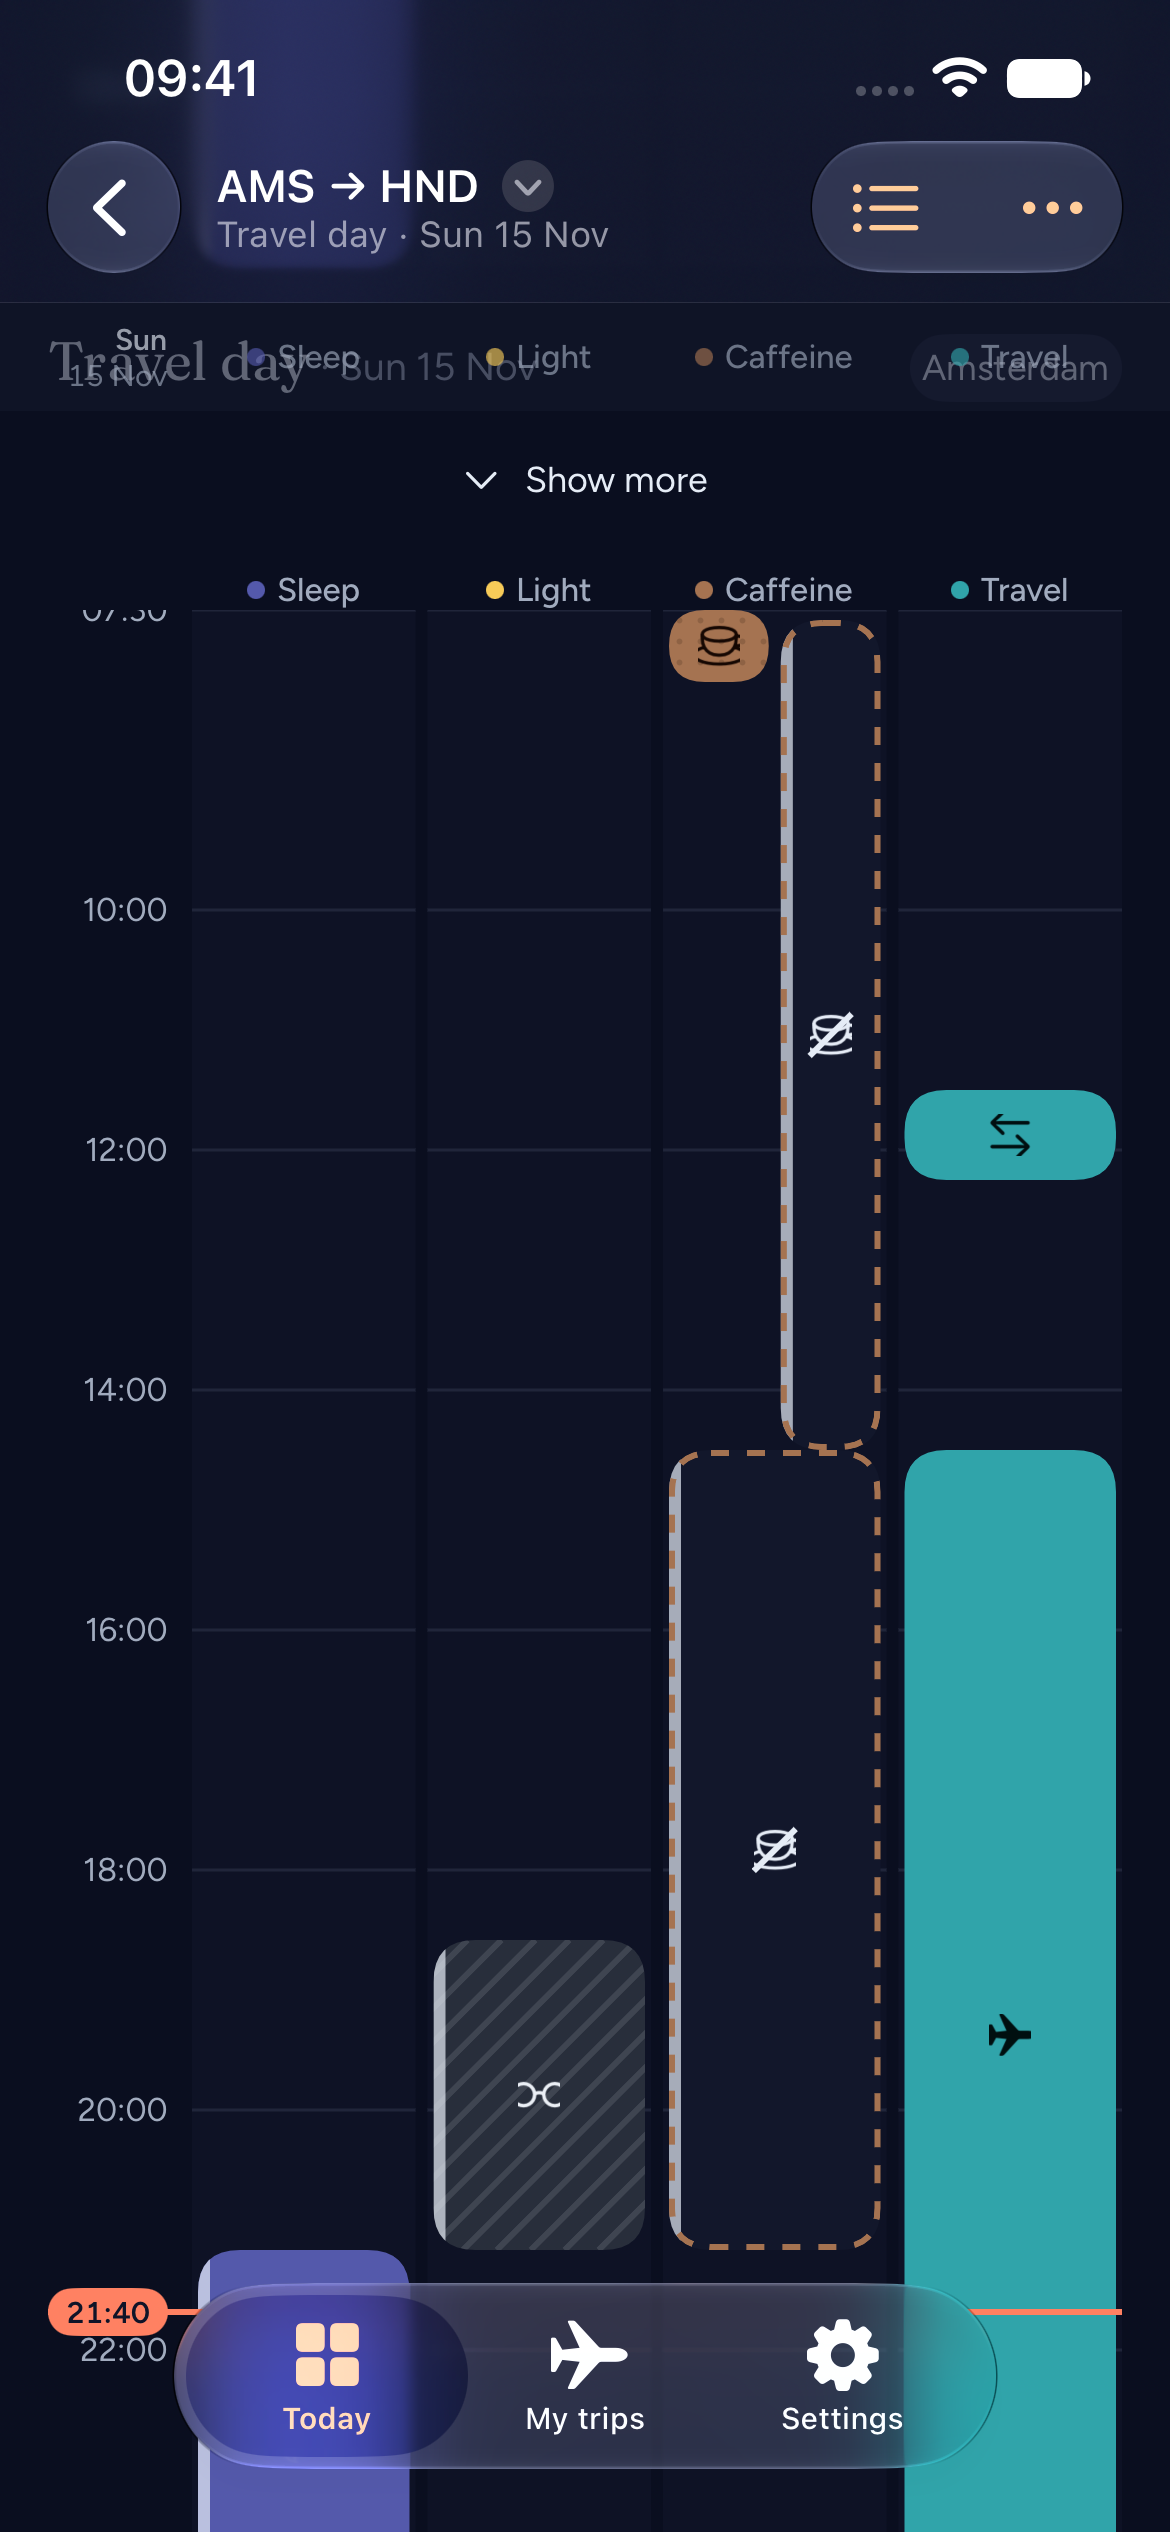 09:41
AMS → HND
Travel day · Sun 15 Nov
Sun
15 Nov
Sleep
Light
Caffeine
Travel
Travel day · Sun 15 Nov
Amsterdam
Show more
Sleep
Light
Caffeine
Travel
07:30
10:00
12:00
14:00
16:00
18:00
20:00
21:40
22:00
Today
My trips
Settings